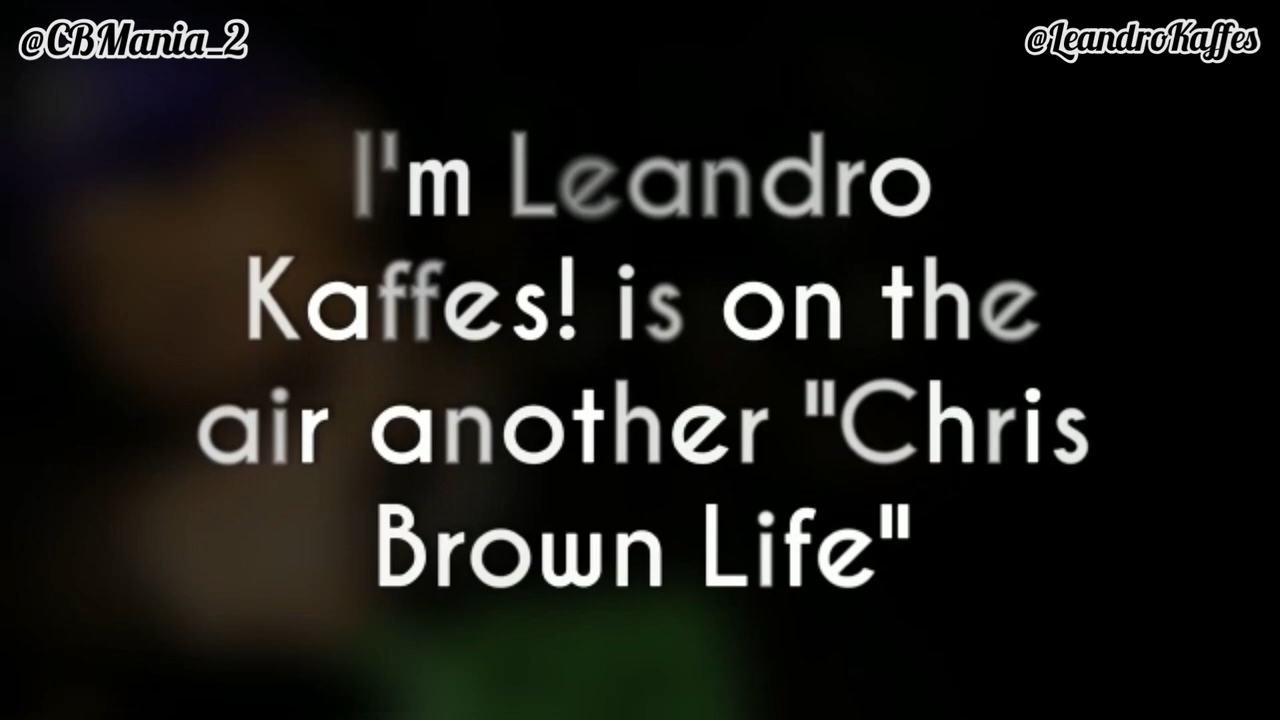 @CBMania_2
@LeandroKaffes
I'm Leandro
Kaffes! is on the
air another "Chris
Brown Life"